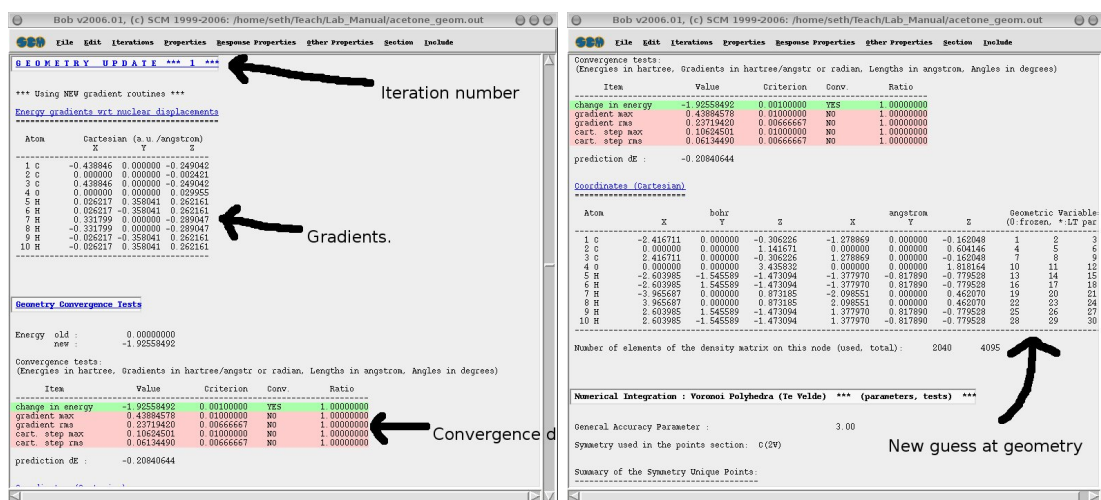 Bob v2006.01, (c) SCM 1999-2006: /home/seth/Teach/Lab_Manual/acetone_geom.out
SCM File Edit Iterations Properties Response Properties Other Properties Section Include
G E O M E T R Y U P D A T E *** 1 ***
Iteration number
*** Using NEW gradient routines ***
Energy gradients wrt nuclear displacements
Atom Cartesian (a.u./angstrom)
X Y Z
1 C -0.438846 0.000000 -0.249042
2 C 0.000000 0.000000 -0.002421
3 C 0.438846 0.000000 -0.249042
4 O 0.000000 0.000000 0.029955
5 H 0.026217 0.358041 0.262161
6 H 0.026217 -0.358041 0.262161
7 H 0.331799 0.000000 -0.289047
8 H -0.331799 0.000000 -0.289047
9 H -0.026217 -0.358041 0.262161
10 H -0.026217 0.358041 0.262161
Gradients.
Geometry Convergence Tests
Energy old : 0.00000000
new : -1.92558492
Convergence tests:
(Energies in hartree, Gradients in hartree/angstr or radian, Lengths in angstrom, Angles in degrees)
Item Value Criterion Conv. Ratio
change in energy -1.92558492 0.00100000 YES 1.00000000
gradient max 0.43884578 0.01000000 NO 1.00000000
gradient rms 0.23719420 0.00666667 NO 1.00000000
cart. step max 0.10624501 0.01000000 NO 1.00000000
cart. step rms 0.06134490 0.00666667 NO 1.00000000
Convergence d
prediction dE : -0.20840644
Bob v2006.01, (c) SCM 1999-2006: /home/seth/Teach/Lab_Manual/acetone_geom.out
SCM File Edit Iterations Properties Response Properties Other Properties Section Include
Convergence tests:
(Energies in hartree, Gradients in hartree/angstr or radian, Lengths in angstrom, Angles in degrees)
Item Value Criterion Conv. Ratio
change in energy -1.92558492 0.00100000 YES 1.00000000
gradient max 0.43884578 0.01000000 NO 1.00000000
gradient rms 0.23719420 0.00666667 NO 1.00000000
cart. step max 0.10624501 0.01000000 NO 1.00000000
cart. step rms 0.06134490 0.00666667 NO 1.00000000
prediction dE : -0.20840644
Coordinates (Cartesian)
Atom bohr angstrom Geometric Variable
X Y Z X Y Z (0:frozen, *:LT par
1 C -2.416711 0.000000 -0.306226 -1.278869 0.000000 -0.162048 1 2 3
2 C 0.000000 0.000000 1.141671 0.000000 0.000000 0.604146 4 5 6
3 C 2.416711 0.000000 -0.306226 1.278869 0.000000 -0.162048 7 8 9
4 O 0.000000 0.000000 3.435832 0.000000 0.000000 1.818164 10 11 12
5 H -2.603985 -1.545589 -1.473094 -1.377970 -0.817890 -0.779528 13 14 15
6 H -2.603985 1.545589 -1.473094 -1.377970 0.817890 -0.779528 16 17 18
7 H -3.965687 0.000000 0.873185 -2.098551 0.000000 0.462070 19 20 21
8 H 3.965687 0.000000 0.873185 2.098551 0.000000 0.462070 22 23 24
9 H 2.603985 1.545589 -1.473094 1.377970 0.817890 -0.779528 25 26 27
10 H 2.603985 -1.545589 -1.473094 1.377970 -0.817890 -0.779528 28 29 30
Number of elements of the density matrix on this node (used, total): 2040 4095
Numerical Integration : Voronoi Polyhedra (Te Velde) *** (parameters, tests) ***
General Accuracy Parameter : 3.00
New guess at geometry
Symmetry used in the points section: C(2V)
Summary of the Symmetry Unique Points: